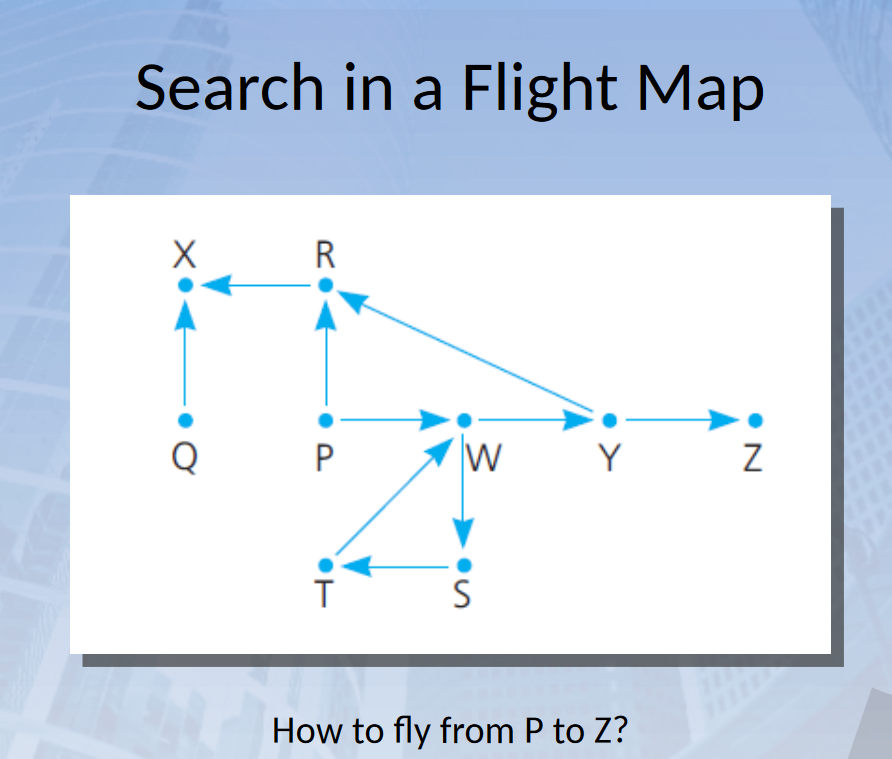 Search in a Flight Map
X R
Q P W Y Z
T S
How to fly from P to Z?